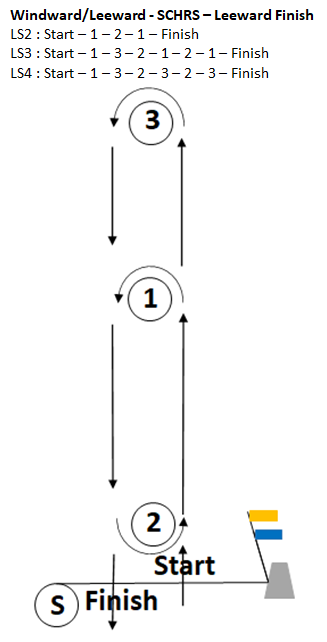 Windward/Leeward - SCHRS – Leeward Finish
LS2 : Start – 1 – 2 – 1 – Finish
LS3 : Start – 1 – 3 – 2 – 1 – 2 – 1 – Finish
LS4 : Start – 1 – 3 – 2 – 3 – 2 – 3 – Finish
3
1
2
Start
S Finish